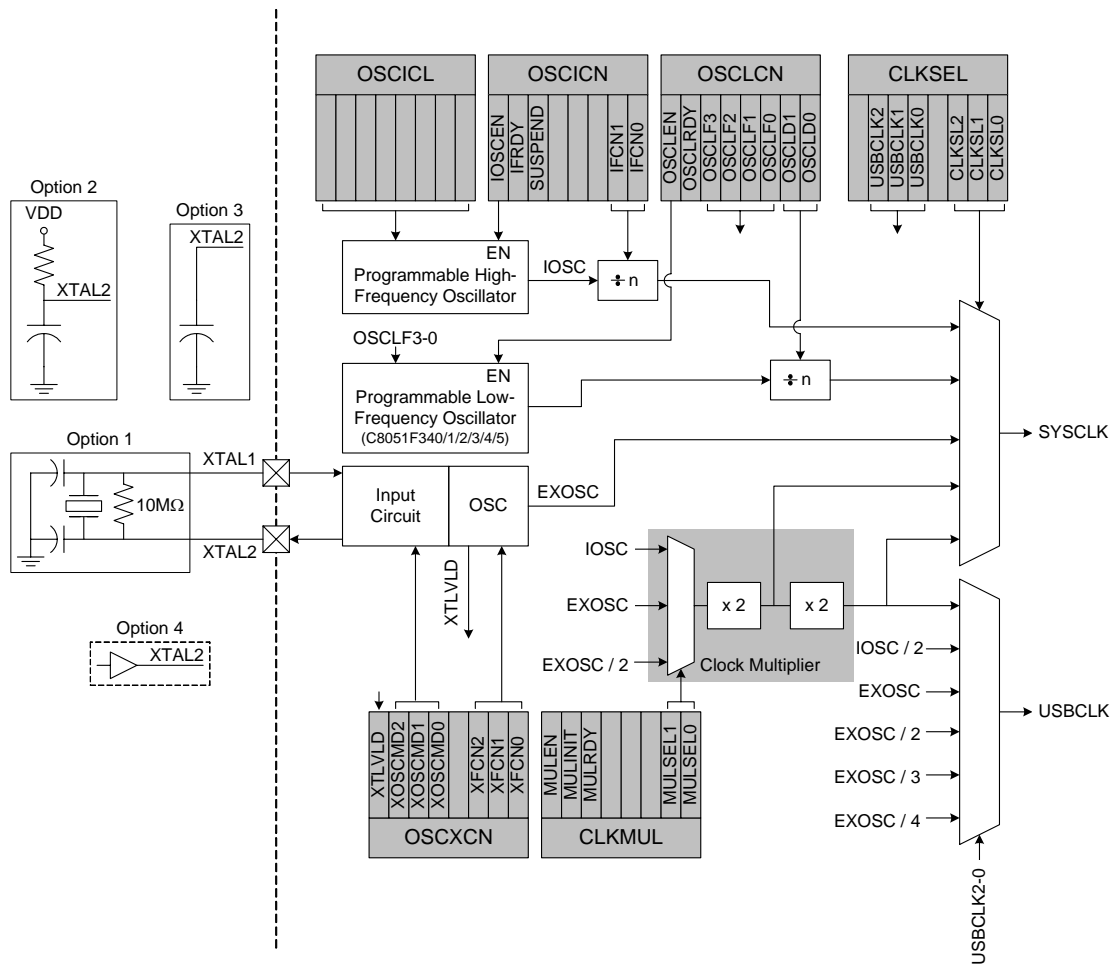 OSCICL
OSCICN
OSCLCN
CLKSEL
IOSCEN
IFRDY
SUSPEND
IFCN1
IFCN0
OSCLEN
OSCLRDY
OSCLF3
OSCLF2
OSCLF1
OSCLF0
OSCLD1
OSCLD0
USBCLK2
USBCLK1
USBCLK0
CLKSL2
CLKSL1
CLKSL0
Option 2
VDD
XTAL2
Option 3
XTAL2
EN
Programmable High-
Frequency Oscillator
IOSC
÷ n
OSCLF3-0
EN
Programmable Low-
Frequency Oscillator
(C8051F340/1/2/3/4/5)
÷ n
SYSCLK
Option 1
10MΩ
XTAL1
XTAL2
Input
Circuit
OSC
EXOSC
XTLVLD
IOSC
EXOSC
EXOSC / 2
x 2
x 2
Clock Multiplier
Option 4
XTAL2
IOSC / 2
EXOSC
EXOSC / 2
EXOSC / 3
EXOSC / 4
USBCLK
USBCLK2-0
XTLVLD
XOSCMD2
XOSCMD1
XOSCMD0
XFCN2
XFCN1
XFCN0
OSCXCN
MULEN
MULINIT
MULRDY
MULSEL1
MULSEL0
CLKMUL